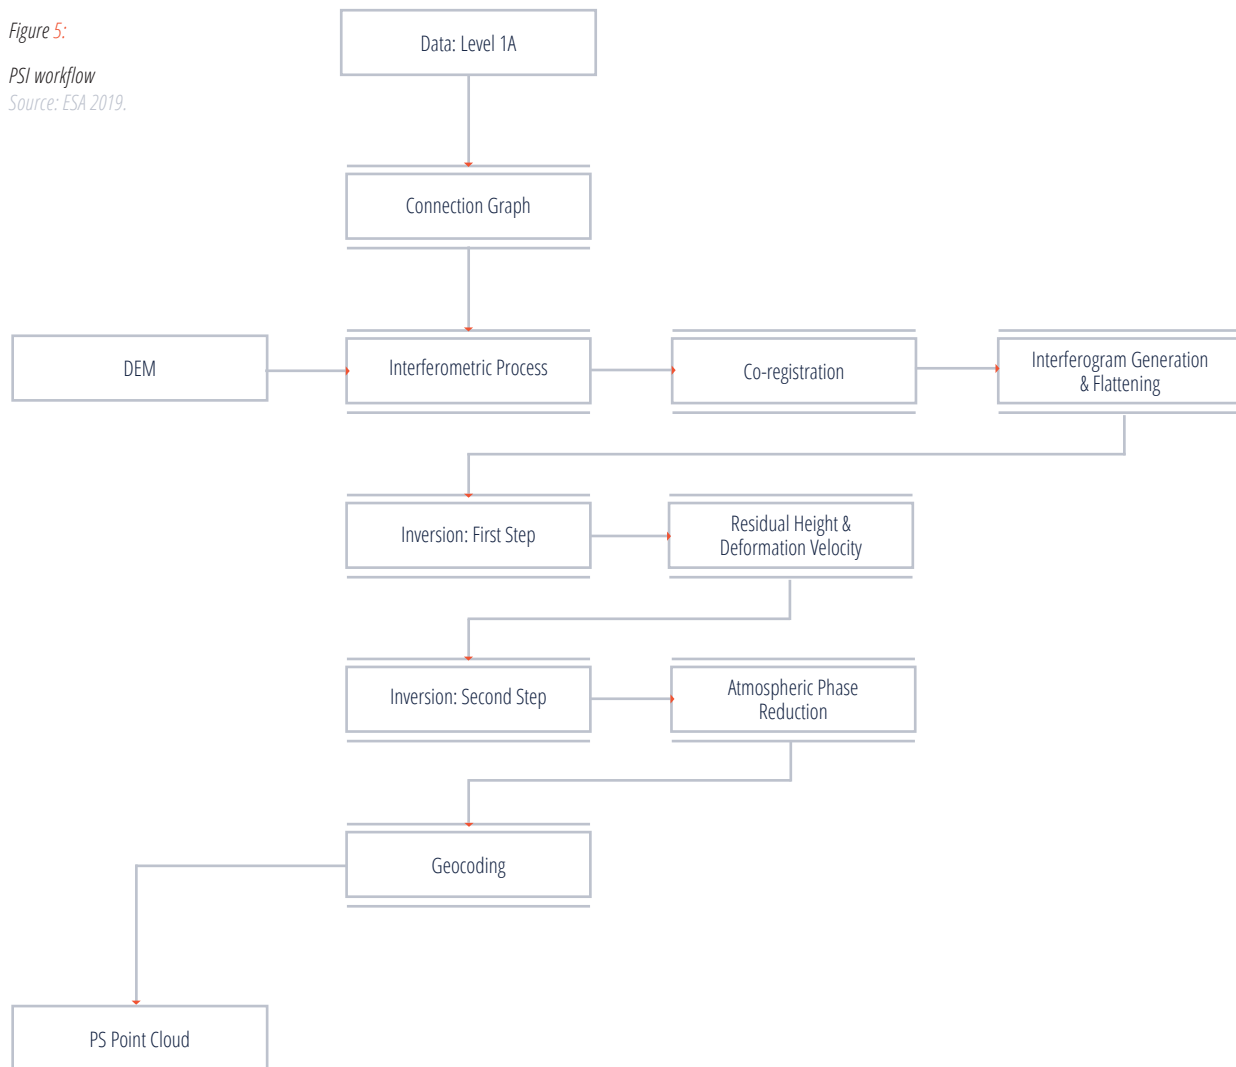 Figure 5:
PSI workflow
Source: ESA 2019.
Data: Level 1A
Connection Graph
DEM
Interferometric Process
Co-registration
Interferogram Generation
& Flattening
Inversion: First Step
Residual Height &
Deformation Velocity
Inversion: Second Step
Atmospheric Phase
Reduction
Geocoding
PS Point Cloud